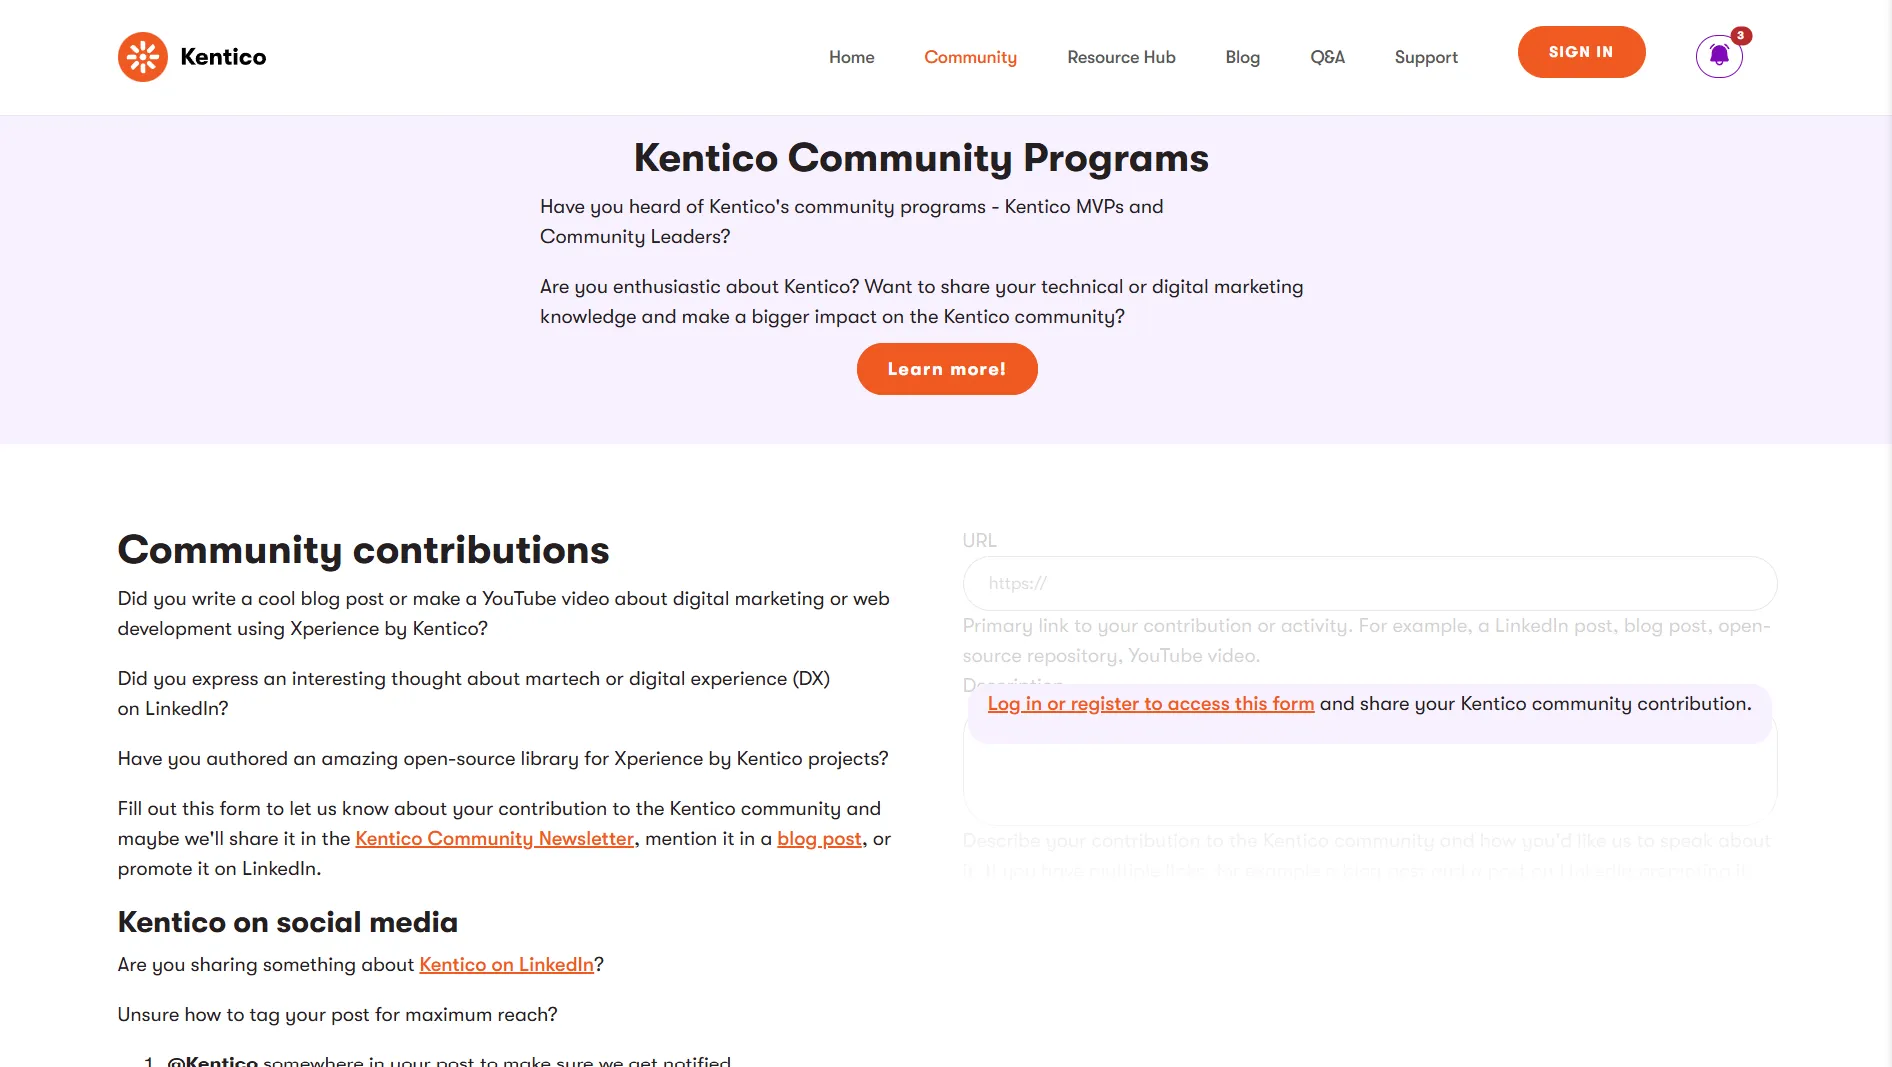 Kentico
Home
Community
Resource Hub
Blog
Q&A
Support
SIGN IN
3
Kentico Community Programs
Have you heard of Kentico's community programs - Kentico MVPs and
Community Leaders?
Are you enthusiastic about Kentico? Want to share your technical or digital marketing
knowledge and make a bigger impact on the Kentico community?
Learn more!
Community contributions
Did you write a cool blog post or make a YouTube video about digital marketing or web
development using Xperience by Kentico?
Did you express an interesting thought about martech or digital experience (DX)
on LinkedIn?
Have you authored an amazing open-source library for Xperience by Kentico projects?
Fill out this form to let us know about your contribution to the Kentico community and
maybe we'll share it in the Kentico Community Newsletter, mention it in a blog post, or
promote it on LinkedIn.
Kentico on social media
Are you sharing something about Kentico on LinkedIn?
Unsure how to tag your post for maximum reach?
1. @Kentico somewhere in your post to make sure we get notified
URL
https://
Primary link to your contribution or activity. For example, a LinkedIn post, blog post, open-
source repository, YouTube video.
Description
Log in or register to access this form and share your Kentico community contribution.
Describe your contribution to the Kentico community and how you'd like us to speak about
it. If you have multiple links, for example a blog post and a post on LinkedIn promoting it,